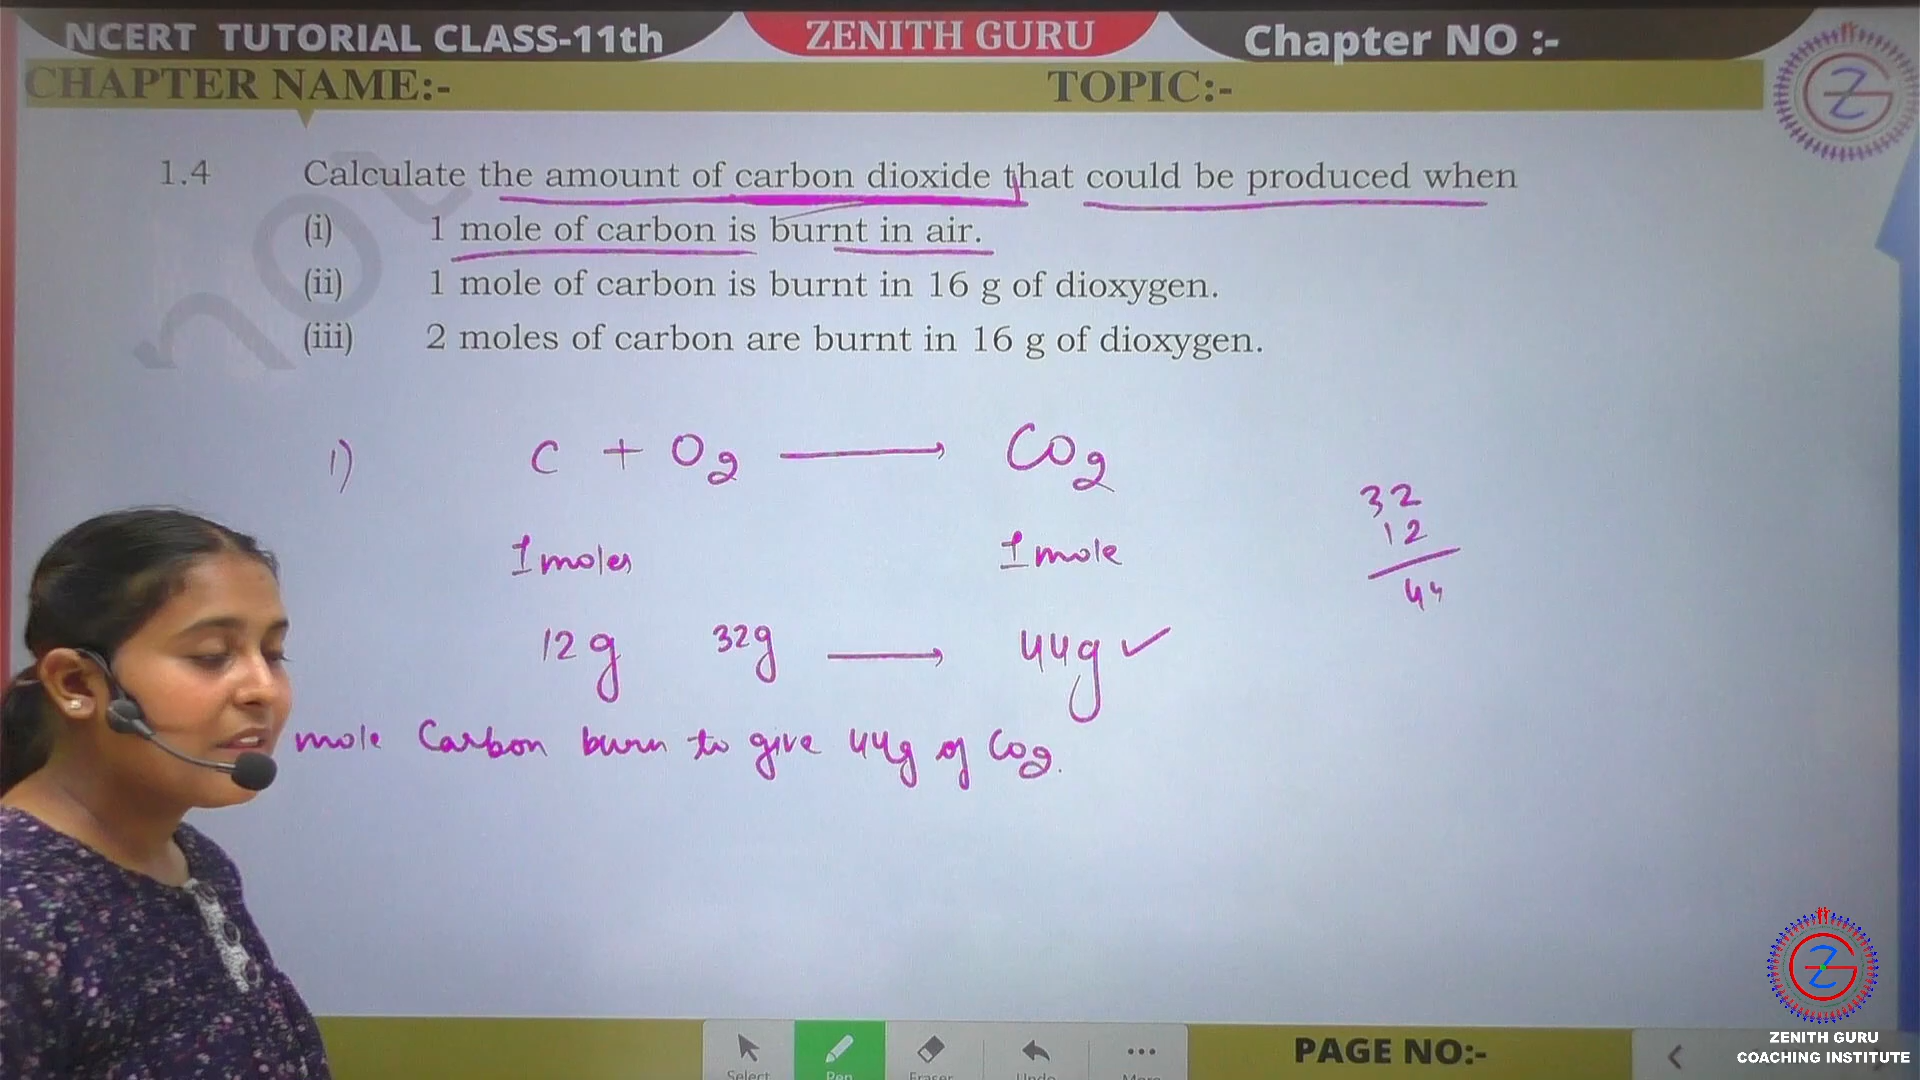 NCERT TUTORIAL CLASS-11th
ZENITH GURU
Chapter NO :-
CHAPTER NAME:-
TOPIC:-
1.4 Calculate the amount of carbon dioxide that could be produced when
(i) 1 mole of carbon is burnt in air.
(ii) 1 mole of carbon is burnt in 16 g of dioxygen.
(iii) 2 moles of carbon are burnt in 16 g of dioxygen.
1) C + O2 ⟶ CO2
32
12
44
1 moles 1 mole
12g 32g ⟶ 44g ✓
mole Carbon burn to give 44g of CO2.
Select Pen Eraser Undo More
PAGE NO:-
ZENITH GURU
COACHING INSTITUTE